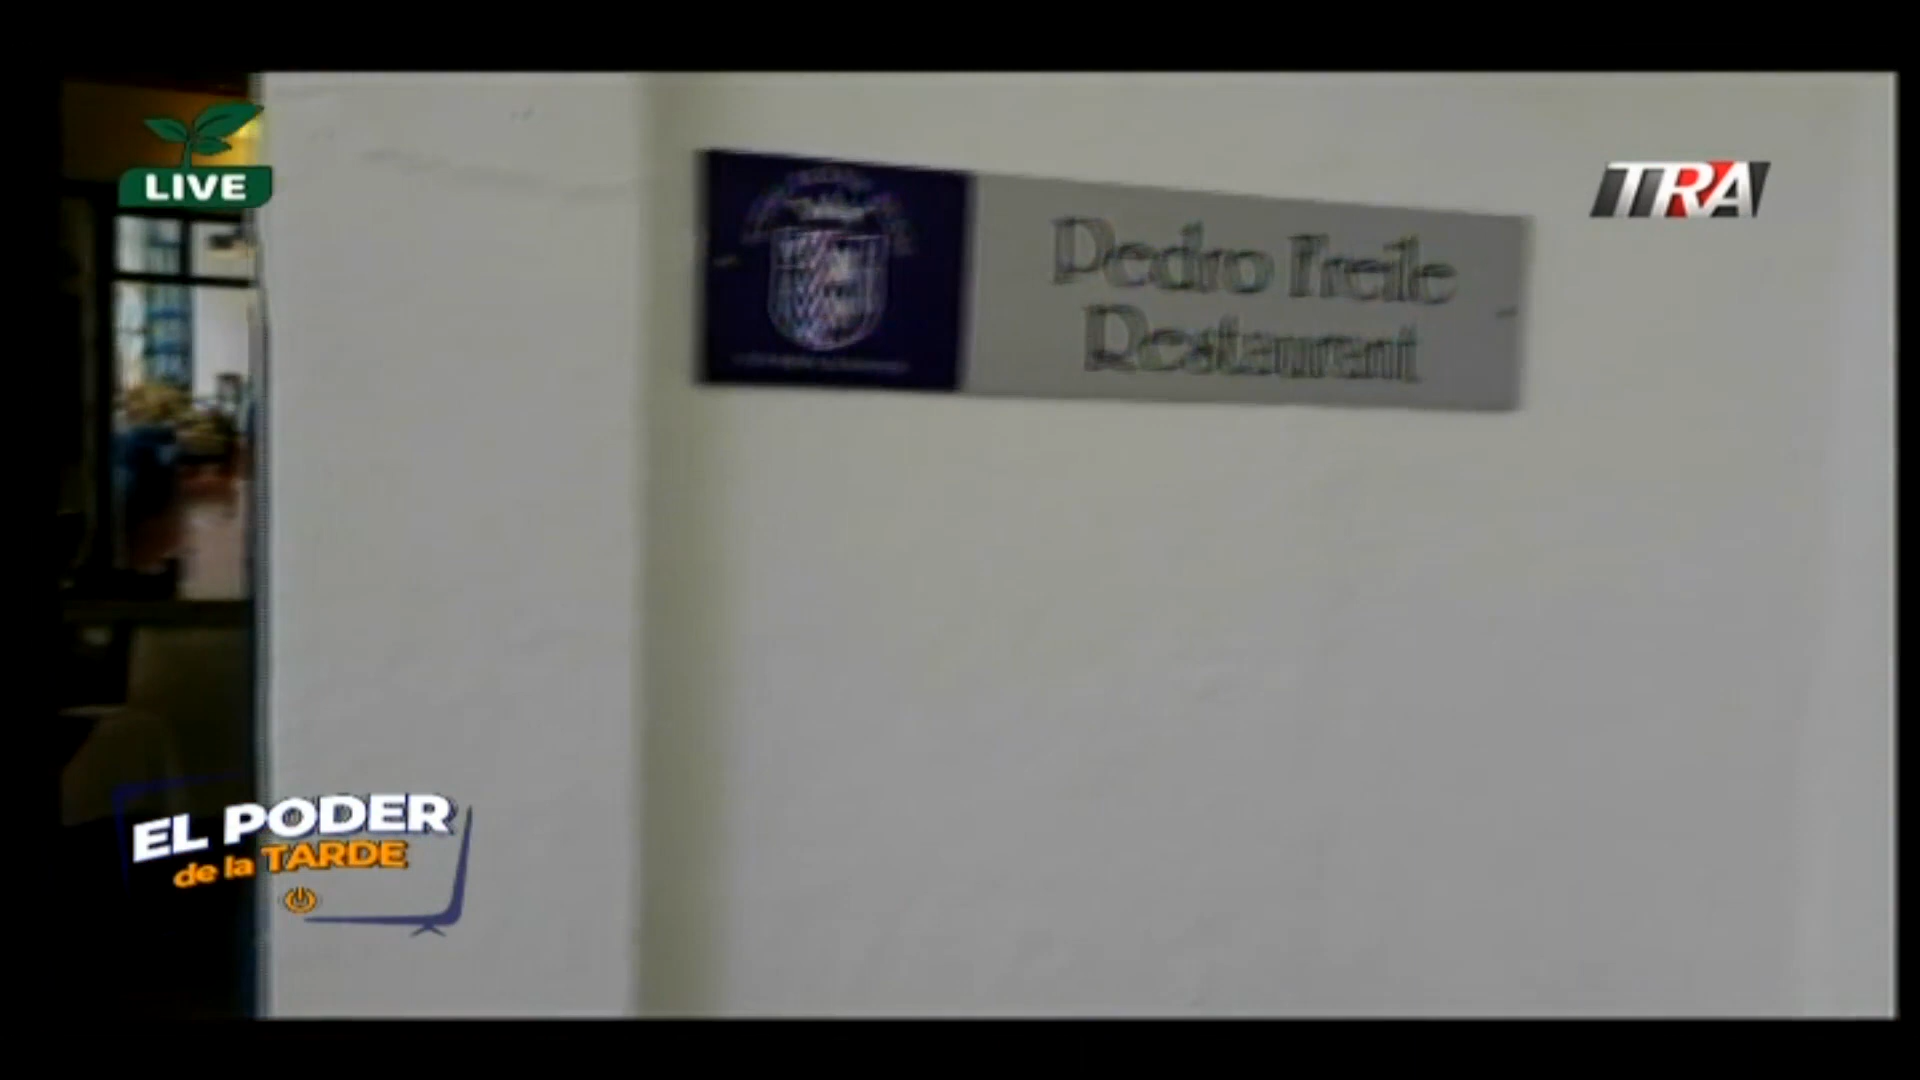 LIVE
TRA
Pedro Freile
Restaurant
EL PODER
de la TARDE